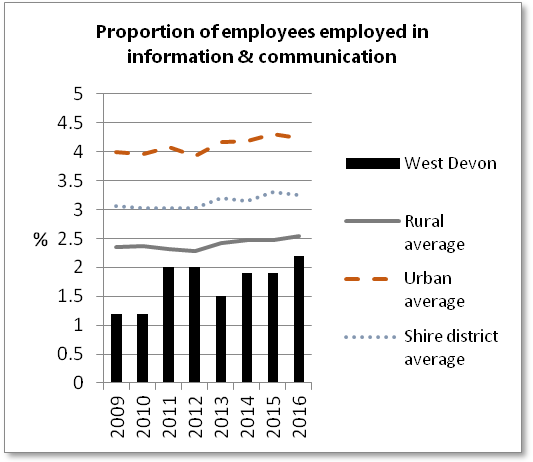 Proportion of employees employed in
information & communication
5
4.5
4
3.5
3
2.5
2
1.5
1
0.5
0
%
2009
2010
2011
2012
2013
2014
2015
2016
West Devon
Rural
average
Urban
average
Shire district
average